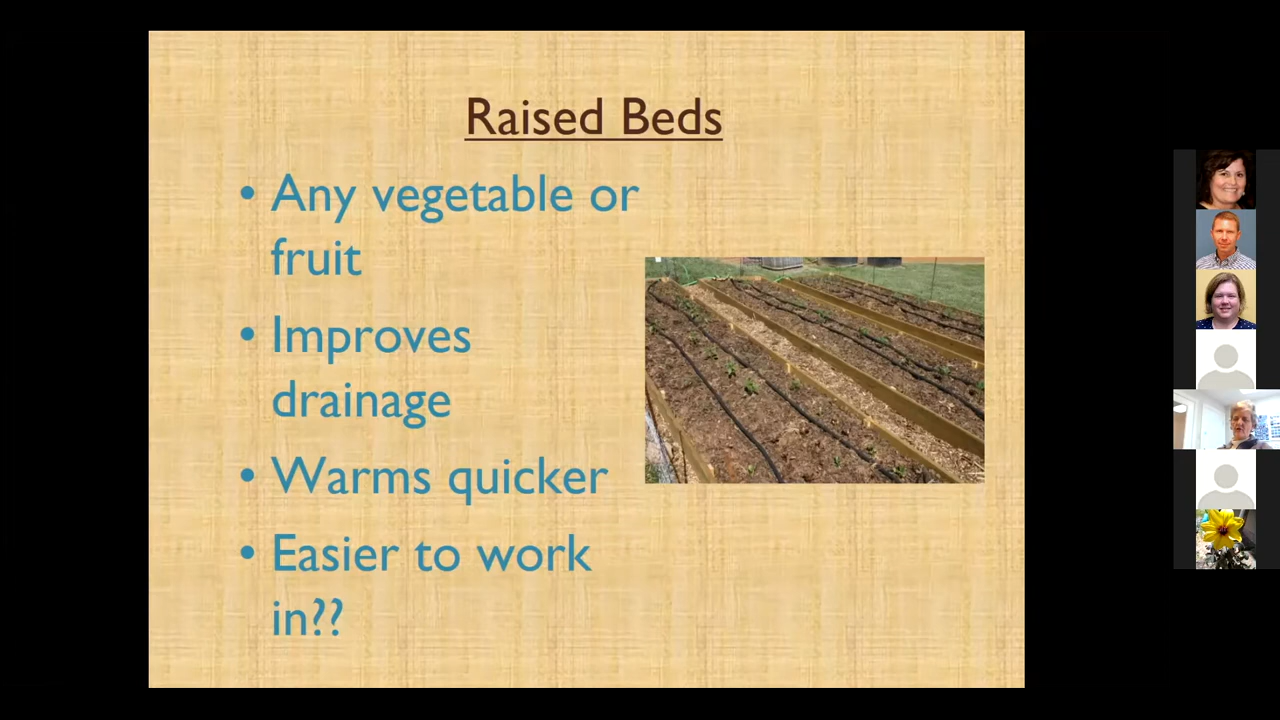 Raised Beds
• Any vegetable or
fruit
• Improves
drainage
• Warms quicker
• Easier to work
in??